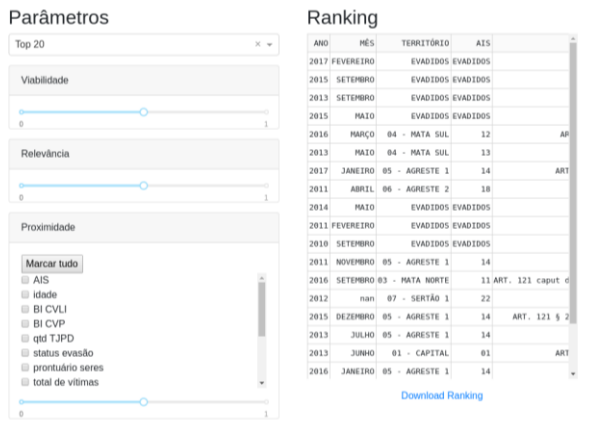 Parâmetros
Top 20
Viabilidade
0 1
Relevância
0 1
Proximidade
Marcar tudo
AIS
idade
BI CVLI
BI CVP
qtd TJPD
status evasão
prontuário seres
total de vítimas
0 1
Ranking
ANO MÊS TERRITÓRIO AIS
2017 FEVEREIRO EVADIDOS EVADIDOS
2015 SETEMBRO EVADIDOS EVADIDOS
2013 SETEMBRO EVADIDOS EVADIDOS
2015 MAIO EVADIDOS EVADIDOS
2016 MARÇO 04 - MATA SUL 12 AR
2013 MAIO 04 - MATA SUL 13
2017 JANEIRO 05 - AGRESTE 1 14 ART
2011 ABRIL 06 - AGRESTE 2 18
2014 MAIO EVADIDOS EVADIDOS
2011 FEVEREIRO EVADIDOS EVADIDOS
2010 SETEMBRO EVADIDOS EVADIDOS
2011 NOVEMBRO 05 - AGRESTE 1 14
2016 SETEMBRO 03 - MATA NORTE 11 ART. 121 caput d
2012 nan 07 - SERTÃO 1 22
2015 DEZEMBRO 05 - AGRESTE 1 14 ART. 121 § 2
2013 JULHO 05 - AGRESTE 1 14
2013 JUNHO 01 - CAPITAL 01 ART
2016 JANEIRO 05 - AGRESTE 1 14
Download Ranking